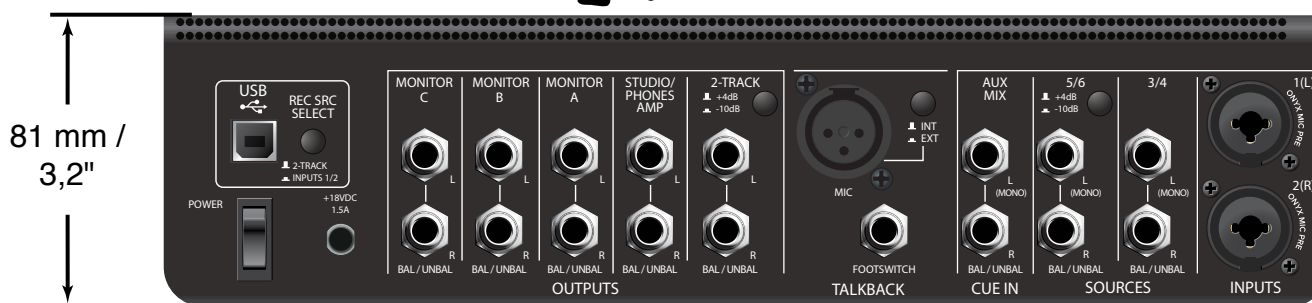 81 mm /
3,2"
USB
REC SRC
SELECT
2-TRACK
INPUTS 1/2
POWER
+18VDC
1.5A
MONITOR
C
L
R
BAL / UNBAL
MONITOR
B
L
R
BAL / UNBAL
MONITOR
A
L
R
BAL / UNBAL
STUDIO/
PHONES
AMP
L
R
BAL / UNBAL
2-TRACK
+4dB
-10dB
L
R
BAL / UNBAL
OUTPUTS
INT
EXT
MIC
FOOTSWITCH
TALKBACK
AUX
MIX
L
(MONO)
R
BAL / UNBAL
CUE IN
5/6
+4dB
-10dB
L
(MONO)
R
BAL / UNBAL
3/4
L
(MONO)
R
BAL / UNBAL
SOURCES
1(L)
ONYX MIC PRE
2(R)
ONYX MIC PRE
INPUTS